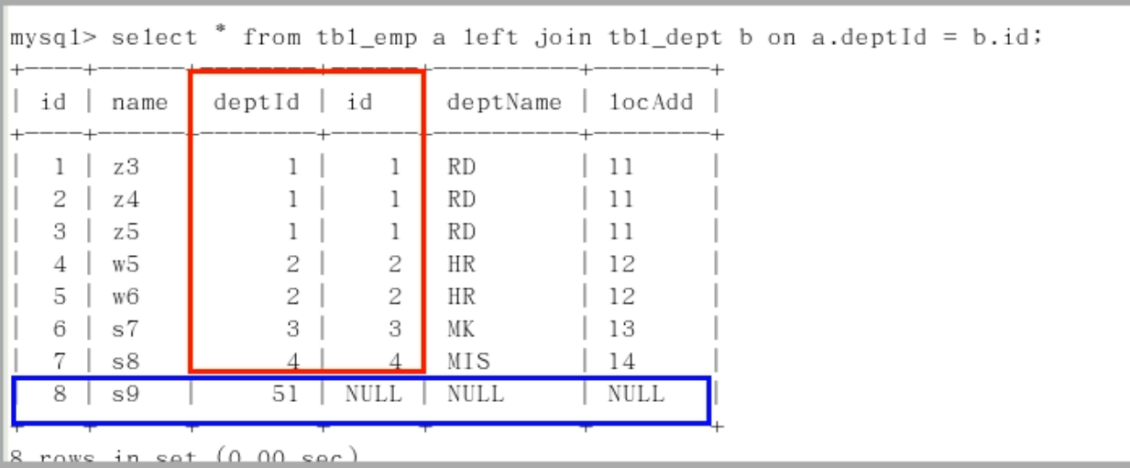 mysql> select * from tbl_emp a left join tbl_dept b on a.deptId = b.id;
+----+------+--------+------+----------+--------+
| id | name | deptId | id | deptName | locAdd |
+----+------+--------+------+----------+--------+
| 1 | z3 | 1 | 1 | RD | 11 |
| 2 | z4 | 1 | 1 | RD | 11 |
| 3 | z5 | 1 | 1 | RD | 11 |
| 4 | w5 | 2 | 2 | HR | 12 |
| 5 | w6 | 2 | 2 | HR | 12 |
| 6 | s7 | 3 | 3 | MK | 13 |
| 7 | s8 | 4 | 4 | MIS | 14 |
| 8 | s9 | 51 | NULL | NULL | NULL |
+----+------+--------+------+----------+--------+
8 rows in set (0.00 sec)